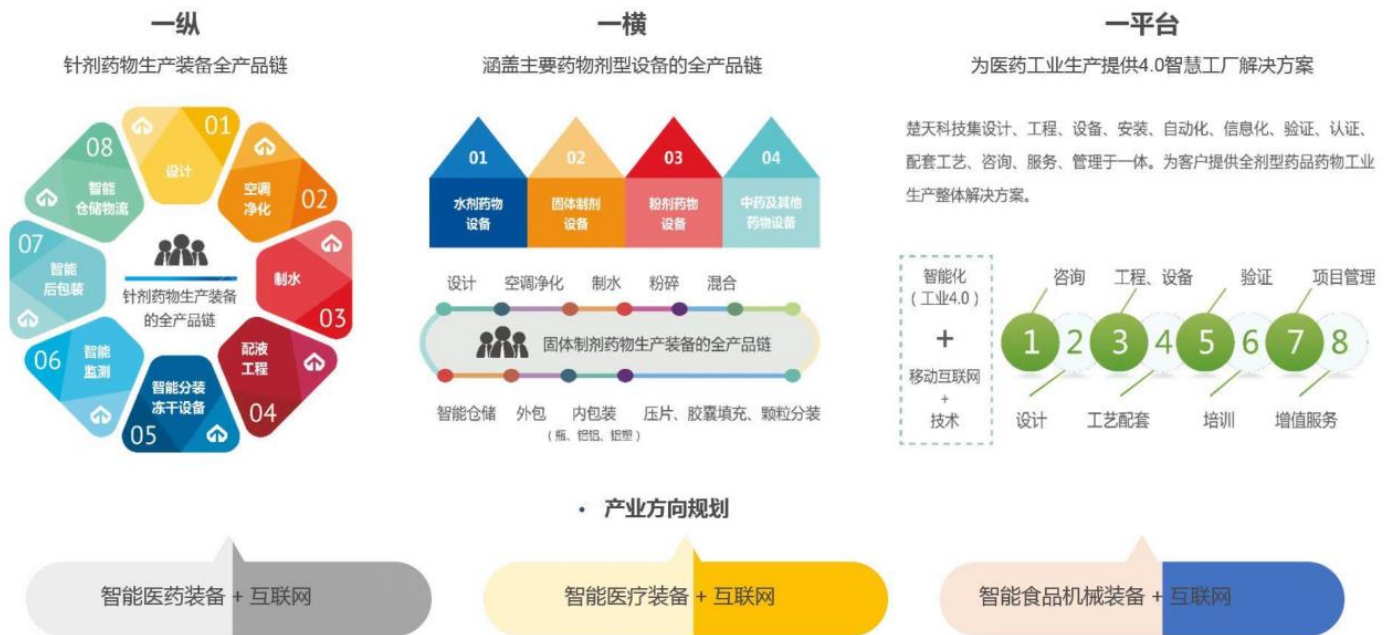 一纵
针剂药物生产装备全产品链
01
设计
02
空调
净化
03
制水
04
配液
工程
05
智能分装
冻干设备
06
智能
监测
07
智能
后包装
08
智能
仓储物流
针剂药物生产装备
的全产品链
一横
涵盖主要药物剂型设备的全产品链
01
水剂药物
设备
02
固体制剂
设备
03
粉剂药物
设备
04
中药及其他
药物设备
设计 空调净化 制水 粉碎 混合
固体制剂药物生产装备的全产品链
智能仓储 外包 内包装 压片、胶囊填充、颗粒分装
（瓶、铝铝、铝塑）
一平台
为医药工业生产提供4.0智慧工厂解决方案
楚天科技集设计、工程、设备、安装、自动化、信息化、验证、认证、
配套工艺、咨询、服务、管理于一体。为客户提供全剂型药品药物工业
生产整体解决方案。
智能化
（工业4.0）
+
移动互联网
+
技术
咨询 工程、设备 验证 项目管理
1 2 3 4 5 6 7 8
设计 工艺配套 培训 增值服务
• 产业方向规划
智能医药装备 + 互联网
智能医疗装备 + 互联网
智能食品机械装备 + 互联网